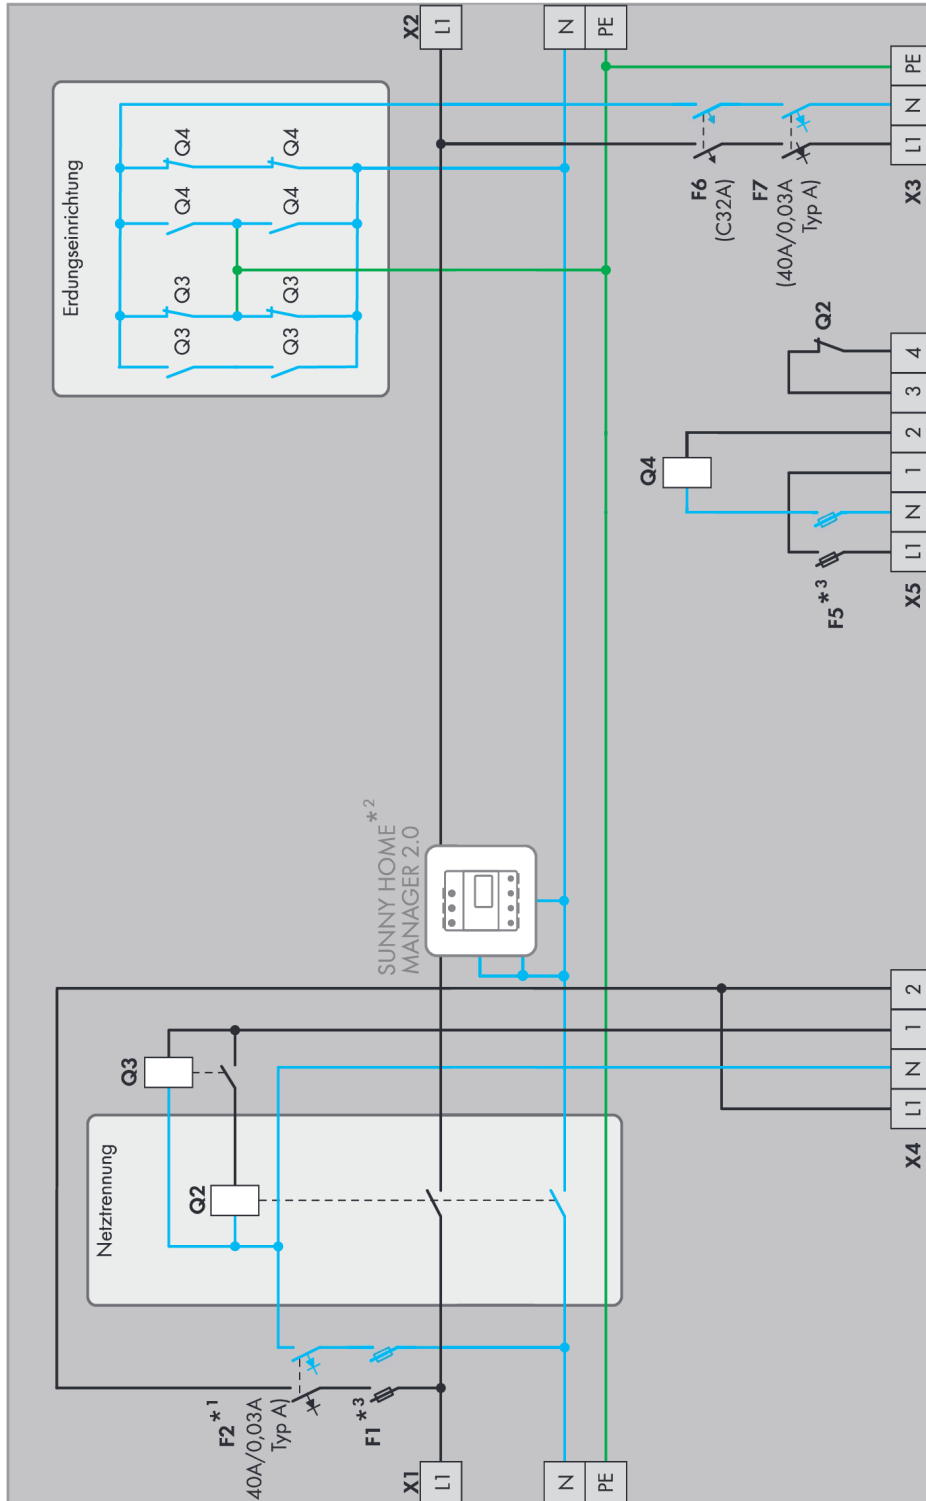 X1
L1
N
PE
F2*1
40A/0,03A
Typ A)
F1*3
Netztrennung
Q2
Q3
X4
L1
N
1
2
SUNNY HOME*2
MANAGER 2.0
Erdungseinrichtung
Q3
Q3
Q4
Q4
Q3
Q3
Q4
Q4
X2
L1
N
PE
F5*3
Q4
Q2
X5
L1
N
1
2
3
4
F6
(C32A)
F7
(40A/0,03A
Typ A)
X3
L1
N
PE